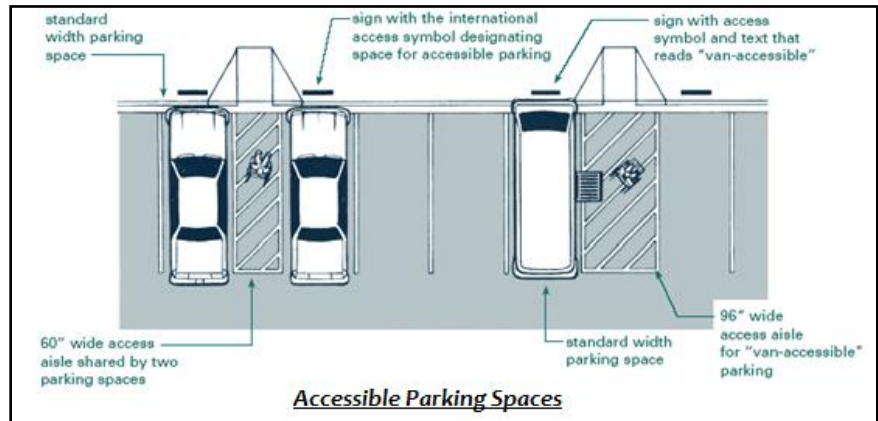 standard
width parking
space
sign with the international
access symbol designating
space for accessible parking
sign with access
symbol and text that
reads “van-accessible”
60” wide access
aisle shared by two
parking spaces
standard width
parking space
96” wide
access aisle
for “van-accessible”
parking
Accessible Parking Spaces